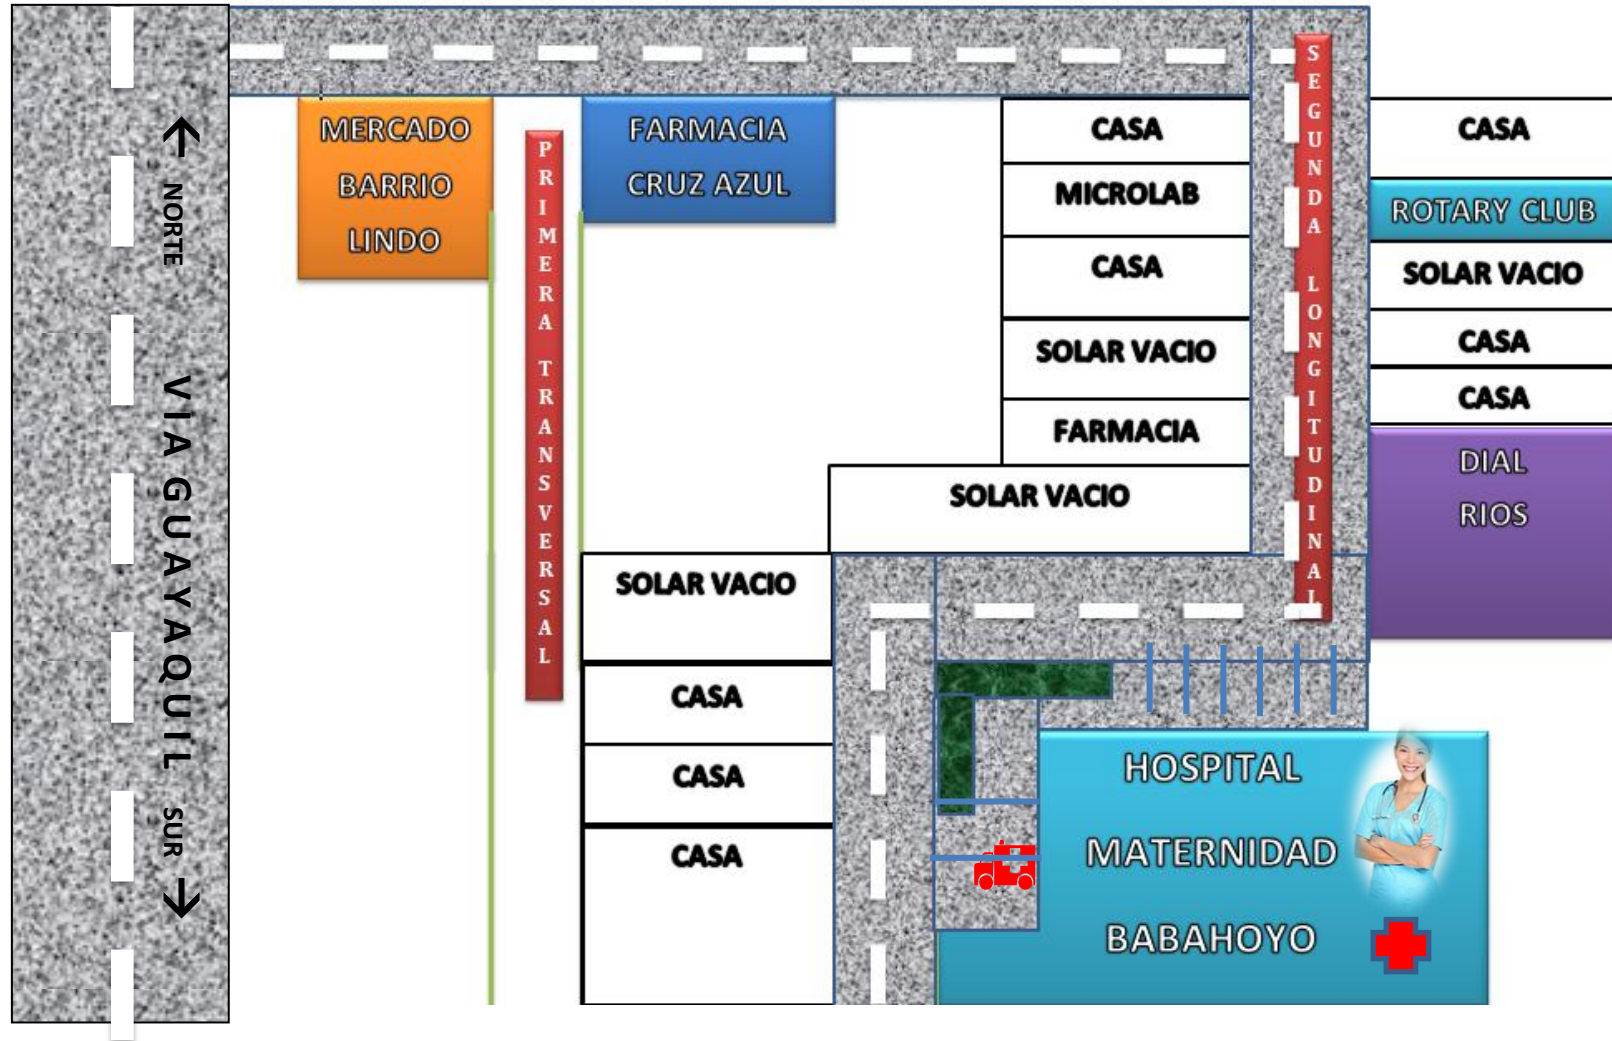 NORTE
VIA GUAYAQUIL
SUR
MERCADO
BARRIO
LINDO
PRIMERA TRANSVERSAL
FARMACIA
CRUZ AZUL
CASA
MICROLAB
CASA
SOLAR VACIO
FARMACIA
SOLAR VACIO
SOLAR VACIO
CASA
CASA
CASA
SEGUNDA LONGITUDINAL
CASA
ROTARY CLUB
SOLAR VACIO
CASA
CASA
DIAL
RIOS
HOSPITAL
MATERNIDAD
BABAHOYO